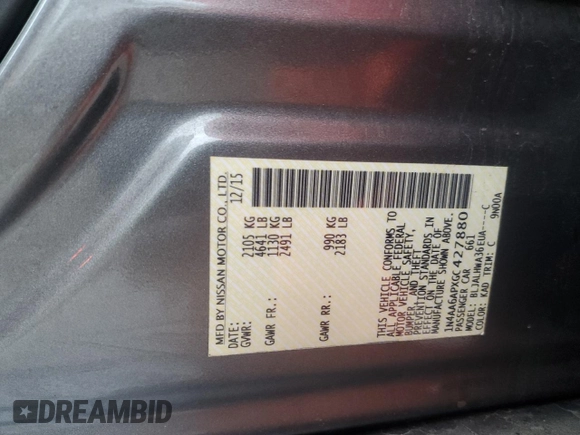 MFD BY NISSAN MOTOR CO., LTD.
DATE: 12/15
GVWR: 2105 KG
4641 LB
GAWR FR.: 1130 KG
2491 LB
GAWR RR.: 990 KG
2183 LB
THIS VEHICLE CONFORMS TO
ALL APPLICABLE FEDERAL
MOTOR VEHICLE SAFETY,
BUMPER, AND THEFT
PREVENTION STANDARDS IN
EFFECT ON THE DATE OF
MANUFACTURE SHOWN ABOVE.
1N4AA6APXGC427880
PASSENGER CAR 661
MODEL: BLJALHWA36EUA----C
COLOR: KAD TRIM: C 9N00A
DREAMBID